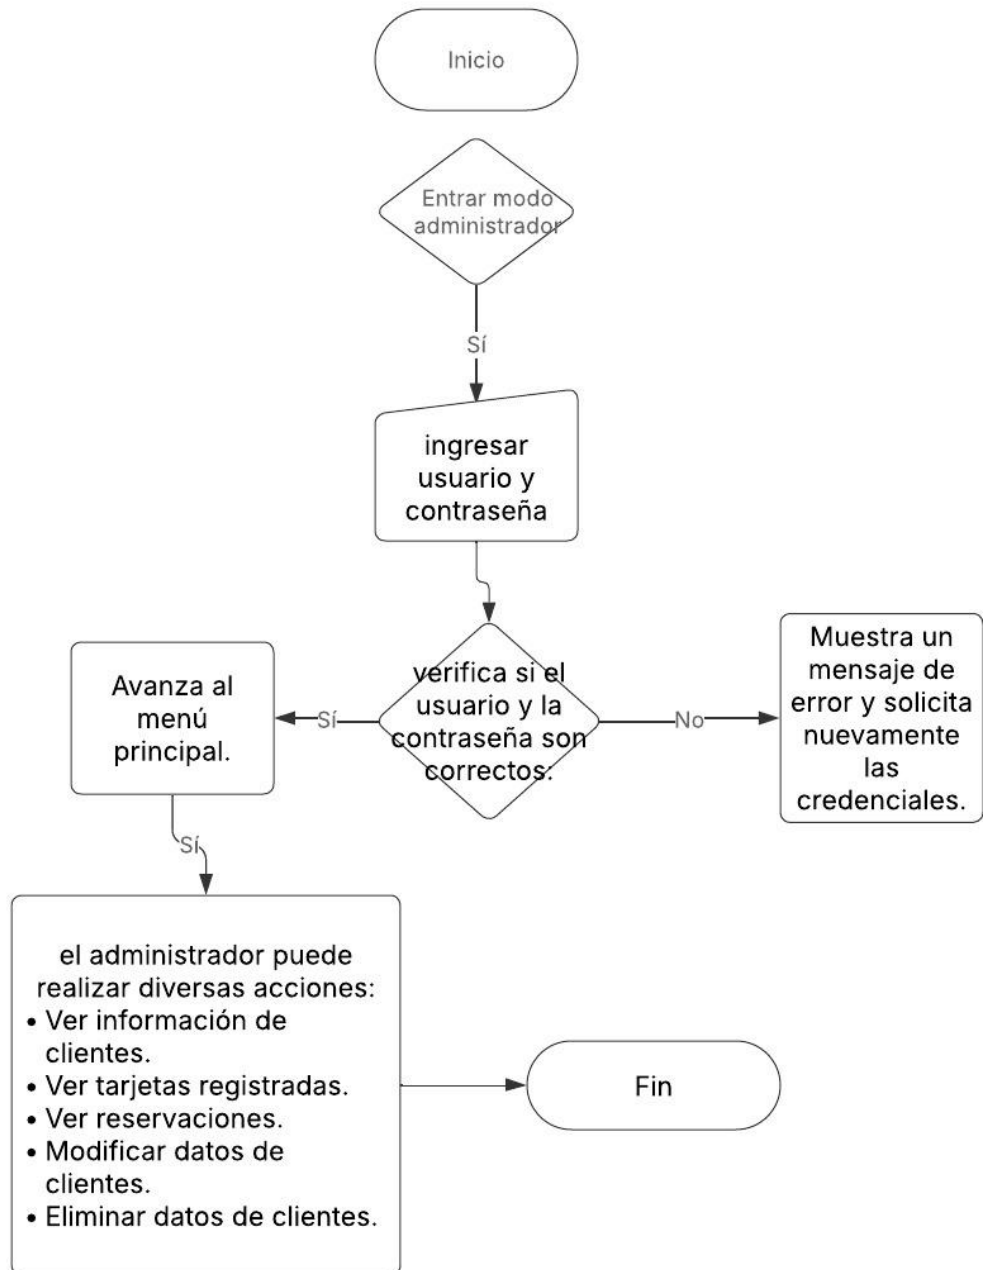 Inicio
Entrar modo
administrador
Sí
ingresar
usuario y
contraseña
verifica si el
usuario y la
contraseña son
correctos:
Sí
No
Avanza al
menú
principal.
Muestra un
mensaje de
error y solicita
nuevamente
las
credenciales.
Sí
el administrador puede
realizar diversas acciones:
• Ver información de
clientes.
• Ver tarjetas registradas.
• Ver reservaciones.
• Modificar datos de
clientes.
• Eliminar datos de clientes.
Fin